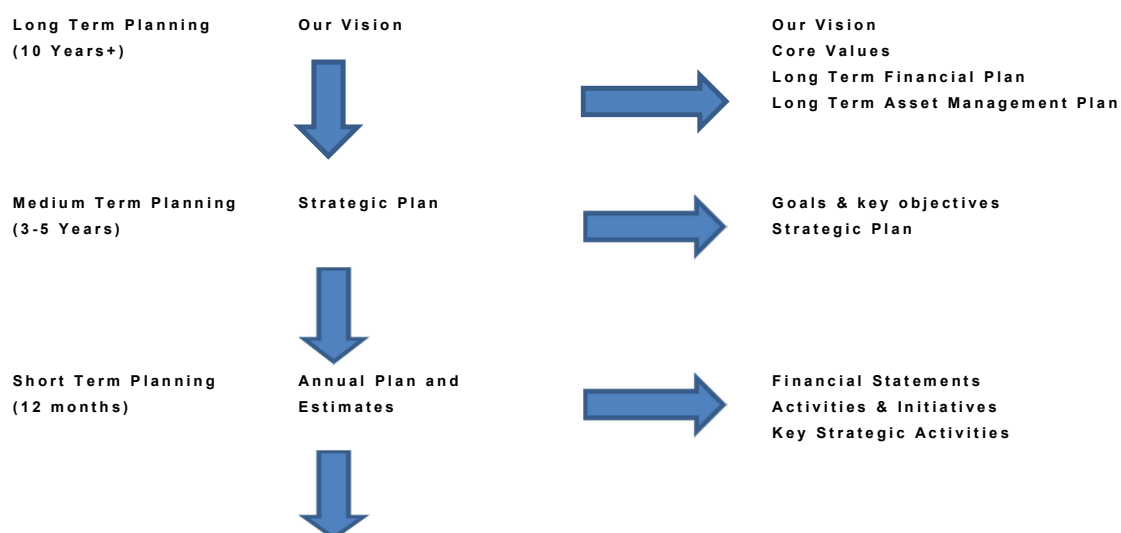 Long Term Planning
(10 Years+)
Our Vision
Our Vision
Core Values
Long Term Financial Plan
Long Term Asset Management Plan
Medium Term Planning
(3-5 Years)
Strategic Plan
Goals & key objectives
Strategic Plan
Short Term Planning
(12 months)
Annual Plan and
Estimates
Financial Statements
Activities & Initiatives
Key Strategic Activities